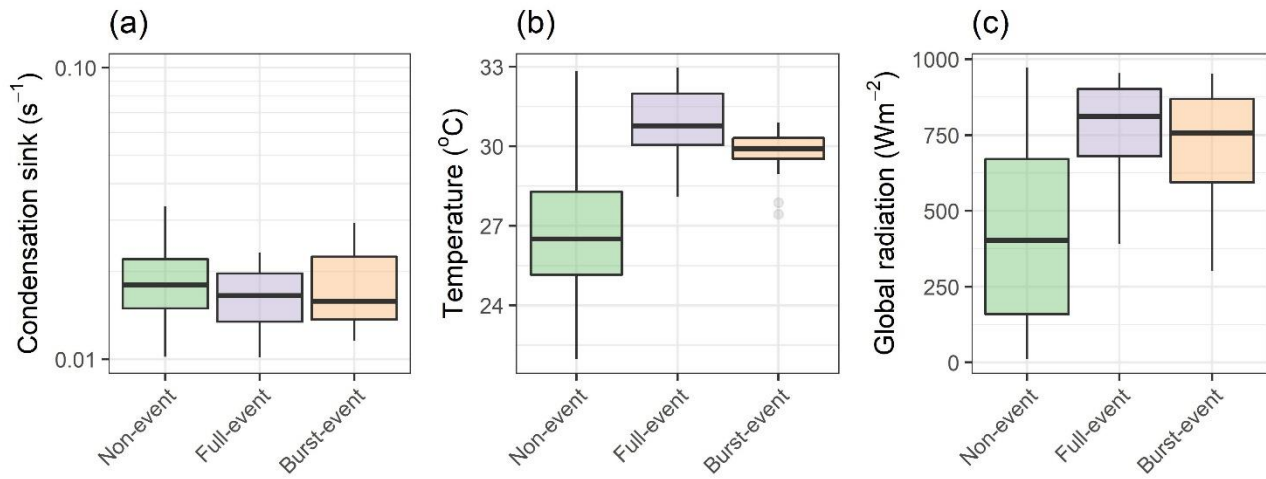 (a)
Condensation sink (s⁻¹)
0.10
0.01
Non-event
Full-event
Burst-event
(b)
Temperature (°C)
33
30
27
24
Non-event
Full-event
Burst-event
(c)
Global radiation (Wm⁻²)
1000
750
500
250
0
Non-event
Full-event
Burst-event